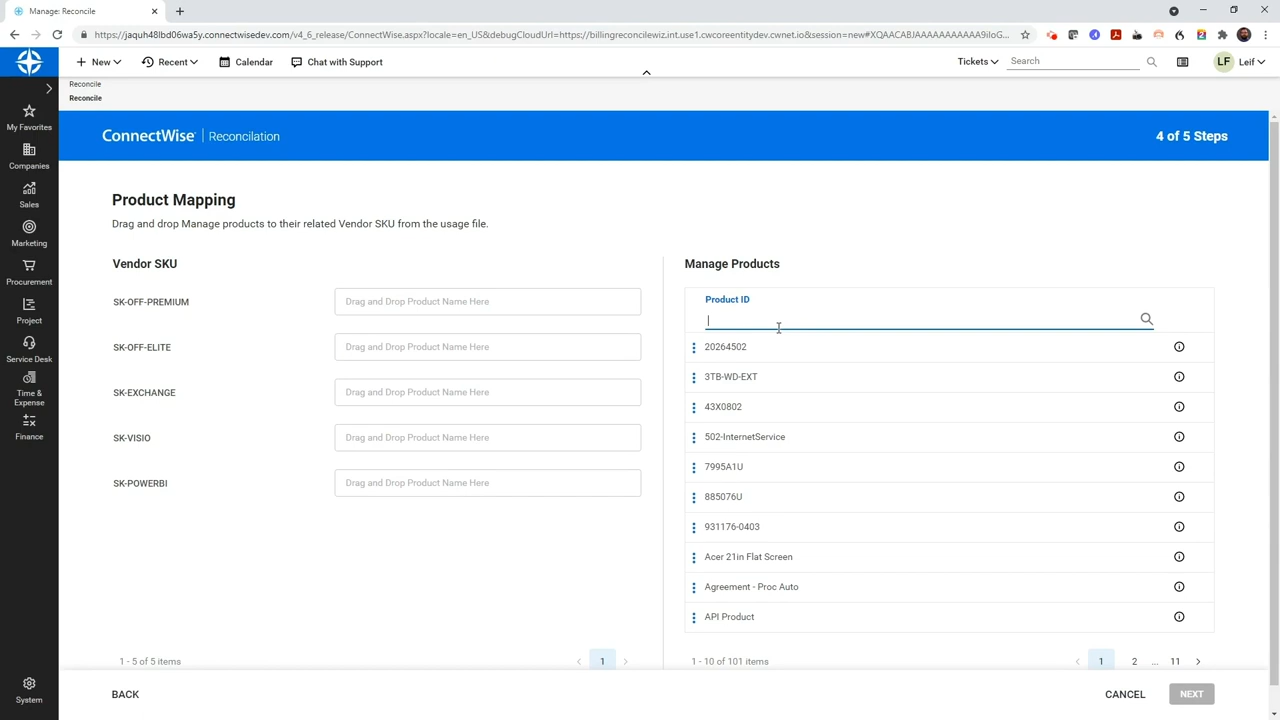 Manage: Reconcile
https://jaquh48lbd06wa5y.connectwisedev.com/v4_6_release/ConnectWise.aspx?locale=en_US&debugCloudUrl=https://billingreconcilewiz.int.use1.cwcoreentitydev.cwnet.io&session=new#XQAACABJAAAAAAAAAAA9iIoG...
New
Recent
Calendar
Chat with Support
Tickets
Search
LF
Leif
Reconcile
Reconcile
My Favorites
Companies
Sales
Marketing
Procurement
Project
Service Desk
Time &
Expense
Finance
System
ConnectWise | Reconcilation
4 of 5 Steps
Product Mapping
Drag and drop Manage products to their related Vendor SKU from the usage file.
Vendor SKU
SK-OFF-PREMIUM
Drag and Drop Product Name Here
SK-OFF-ELITE
Drag and Drop Product Name Here
SK-EXCHANGE
Drag and Drop Product Name Here
SK-VISIO
Drag and Drop Product Name Here
SK-POWERBI
Drag and Drop Product Name Here
1 - 5 of 5 items
1
Manage Products
Product ID
20264502
3TB-WD-EXT
43X0802
502-InternetService
7995A1U
885076U
931176-0403
Acer 21in Flat Screen
Agreement - Proc Auto
API Product
1 - 10 of 101 items
1 2 ... 11
BACK
CANCEL
NEXT